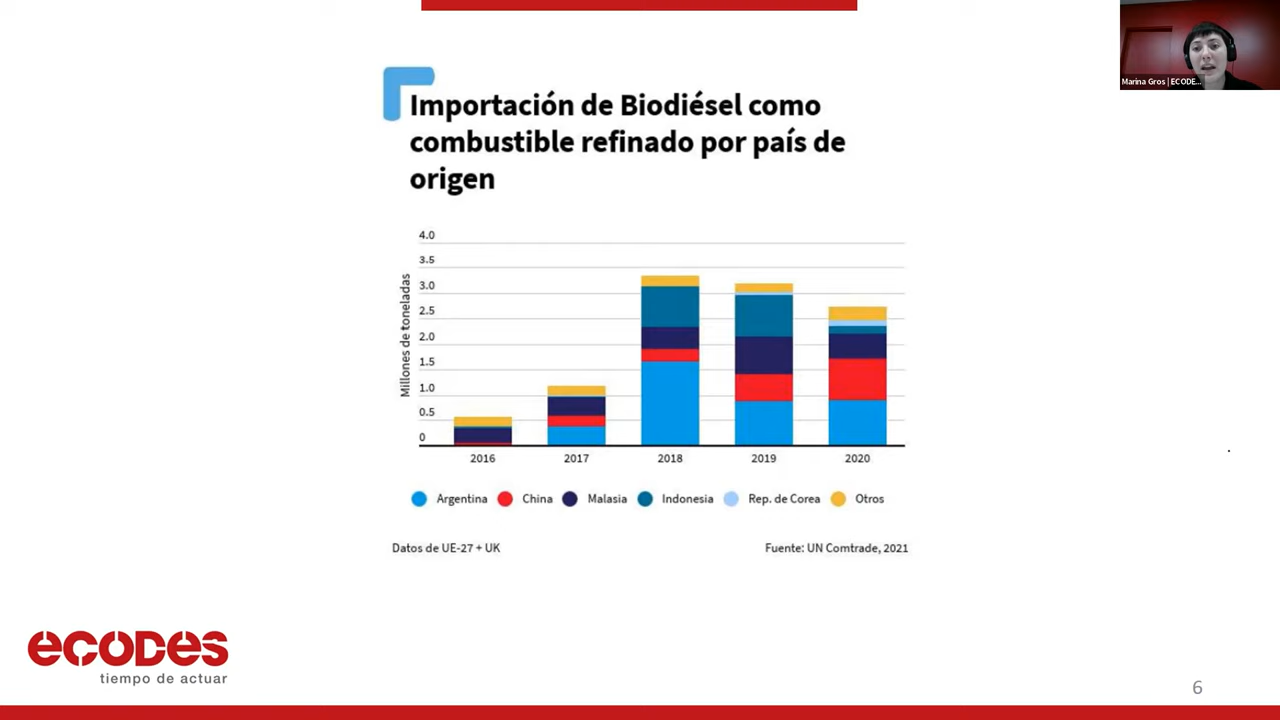 Marina Gros | ECODE...
Importación de Biodiésel como
combustible refinado por país de
origen
Millones de toneladas
4.0
3.5
3.0
2.5
2.0
1.5
1.0
0.5
0
2016 2017 2018 2019 2020
Argentina China Malasia Indonesia Rep. de Corea Otros
Datos de UE-27 + UK Fuente: UN Comtrade, 2021
ecodes
tiempo de actuar
6